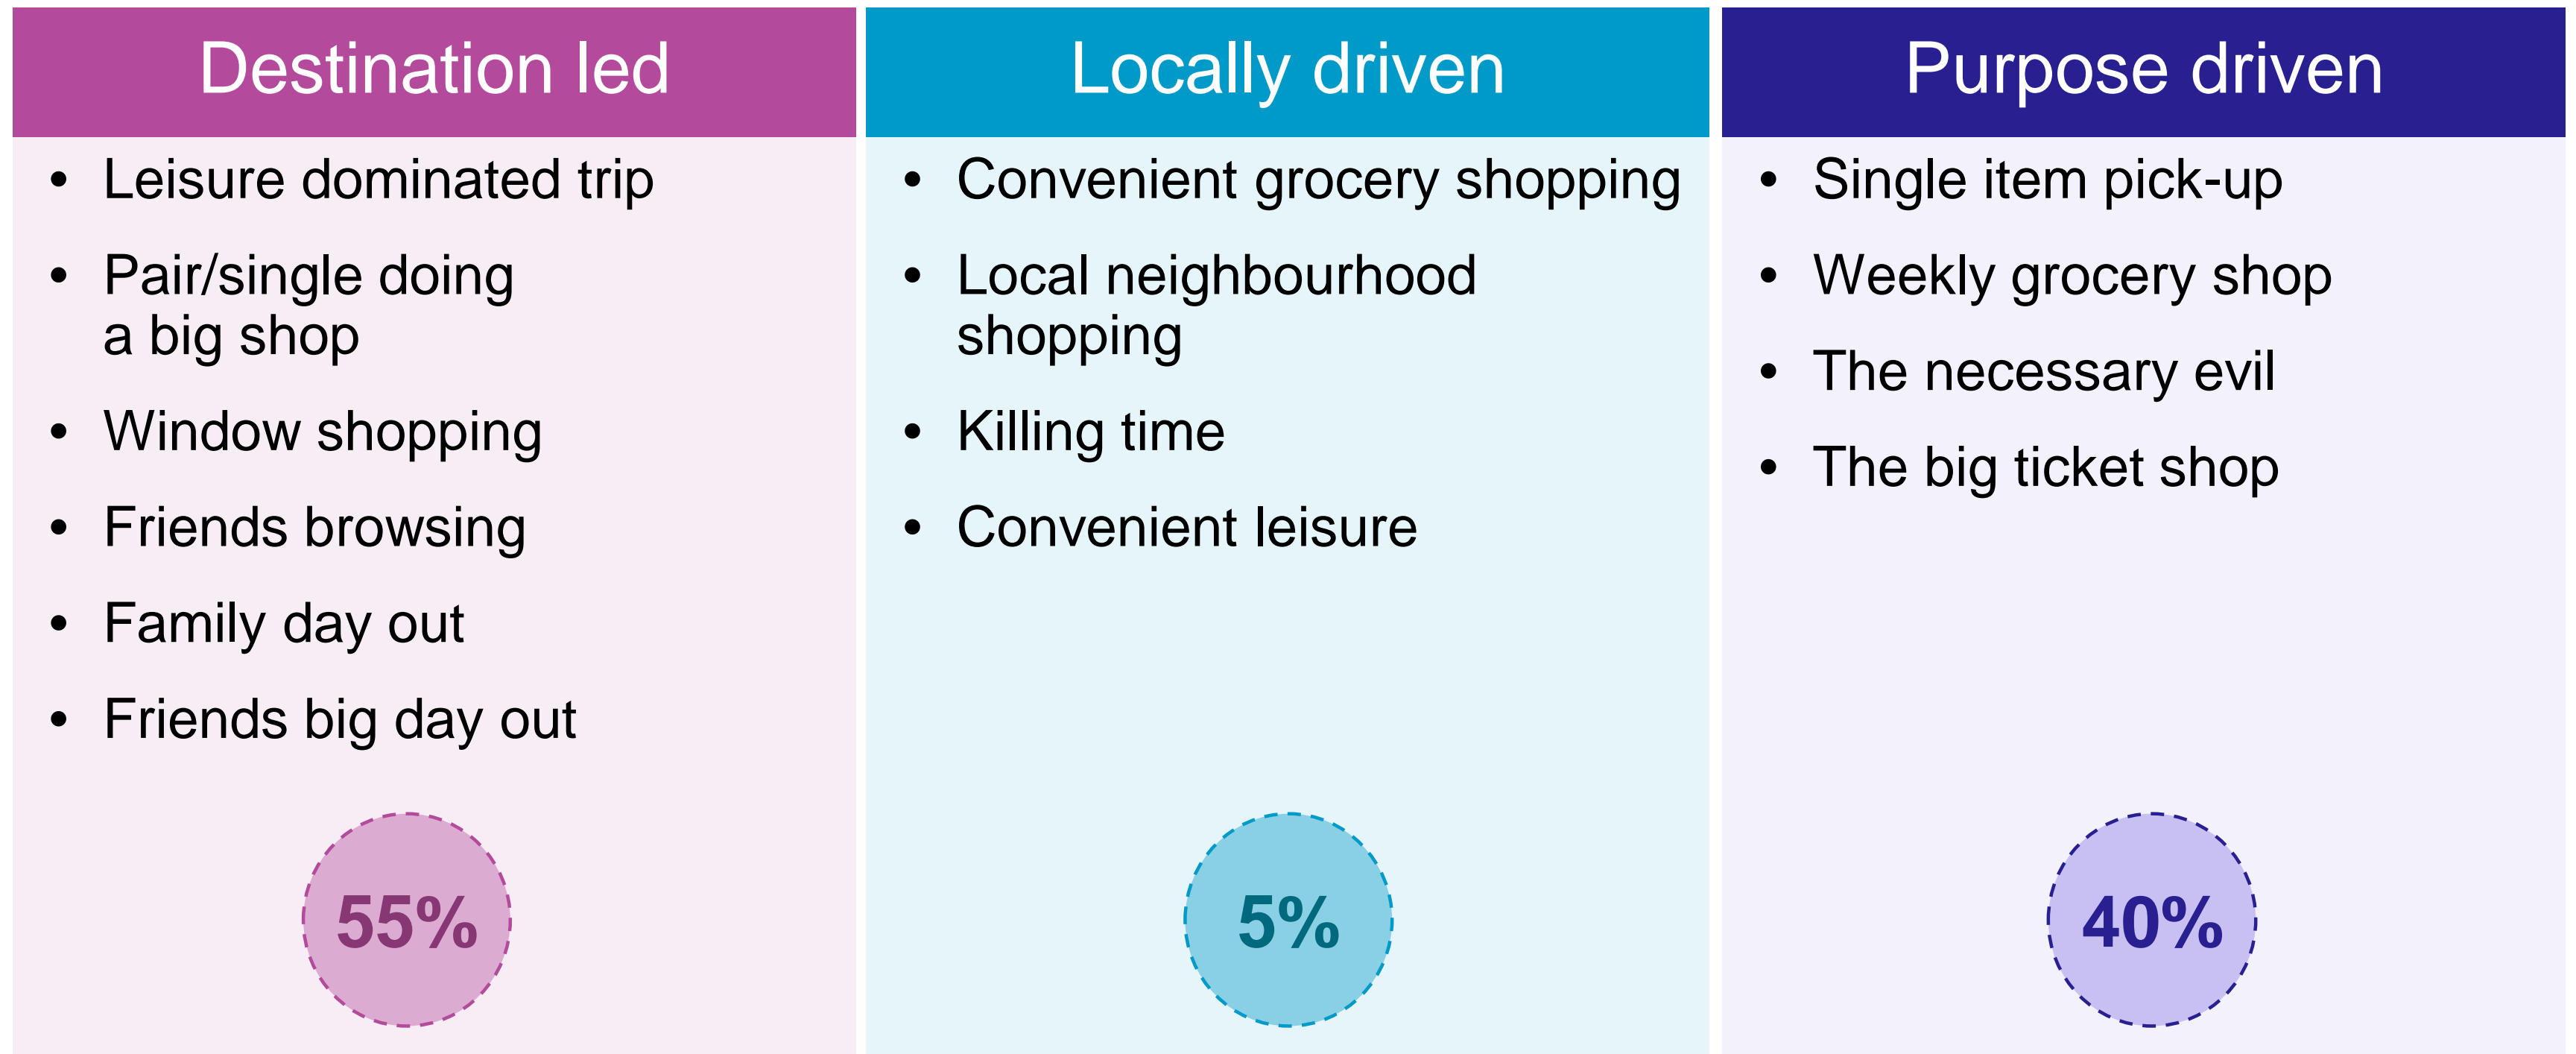 Destination led
• Leisure dominated trip
• Pair/single doing
a big shop
• Window shopping
• Friends browsing
• Family day out
• Friends big day out
55%
Locally driven
• Convenient grocery shopping
• Local neighbourhood
shopping
• Killing time
• Convenient leisure
5%
Purpose driven
• Single item pick-up
• Weekly grocery shop
• The necessary evil
• The big ticket shop
40%